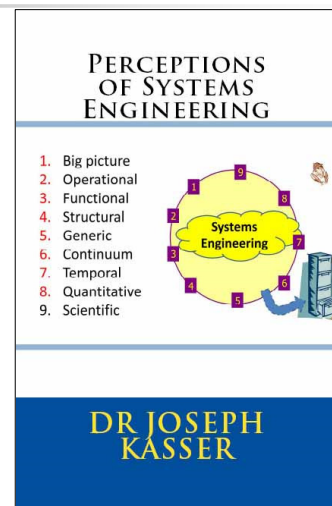 PERCEPTIONS
OF SYSTEMS
ENGINEERING
1. Big picture
2. Operational
3. Functional
4. Structural
5. Generic
6. Continuum
7. Temporal
8. Quantitative
9. Scientific
9
1
8
2
Systems
Engineering
7
3
4
6
5
DR JOSEPH
KASSER